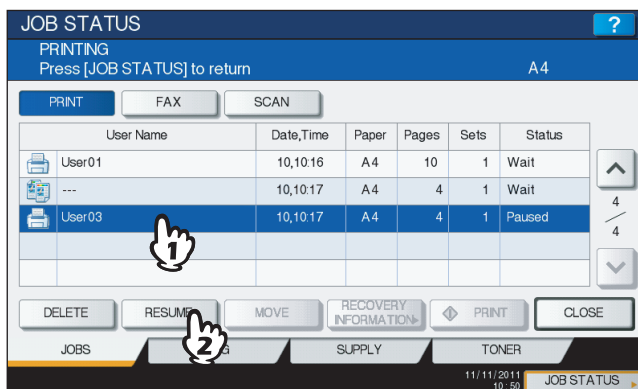 JOB STATUS ?
PRINTING
Press [JOB STATUS] to return A4
PRINT FAX SCAN
User Name Date,Time Paper Pages Sets Status
User01 10,10:16 A4 10 1 Wait
--- 10,10:17 A4 4 1 Wait
User03 10,10:17 A4 4 1 Paused
4
4
1
DELETE RESUME MOVE RECOVERY INFORMATION PRINT CLOSE
2
JOBS G SUPPLY TONER
11/11/2011
10:50 JOB STATUS